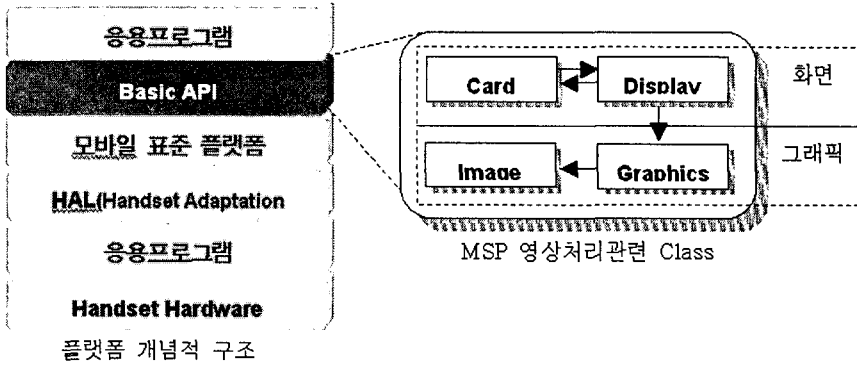 응용프로그램
Basic API
모바일 표준 플랫폼
HAL(Handset Adaptation
응용프로그램
Handset Hardware
플랫폼 개념적 구조
Card
Display
화면
Image
Graphics
그래픽
MSP 영상처리관련 Class